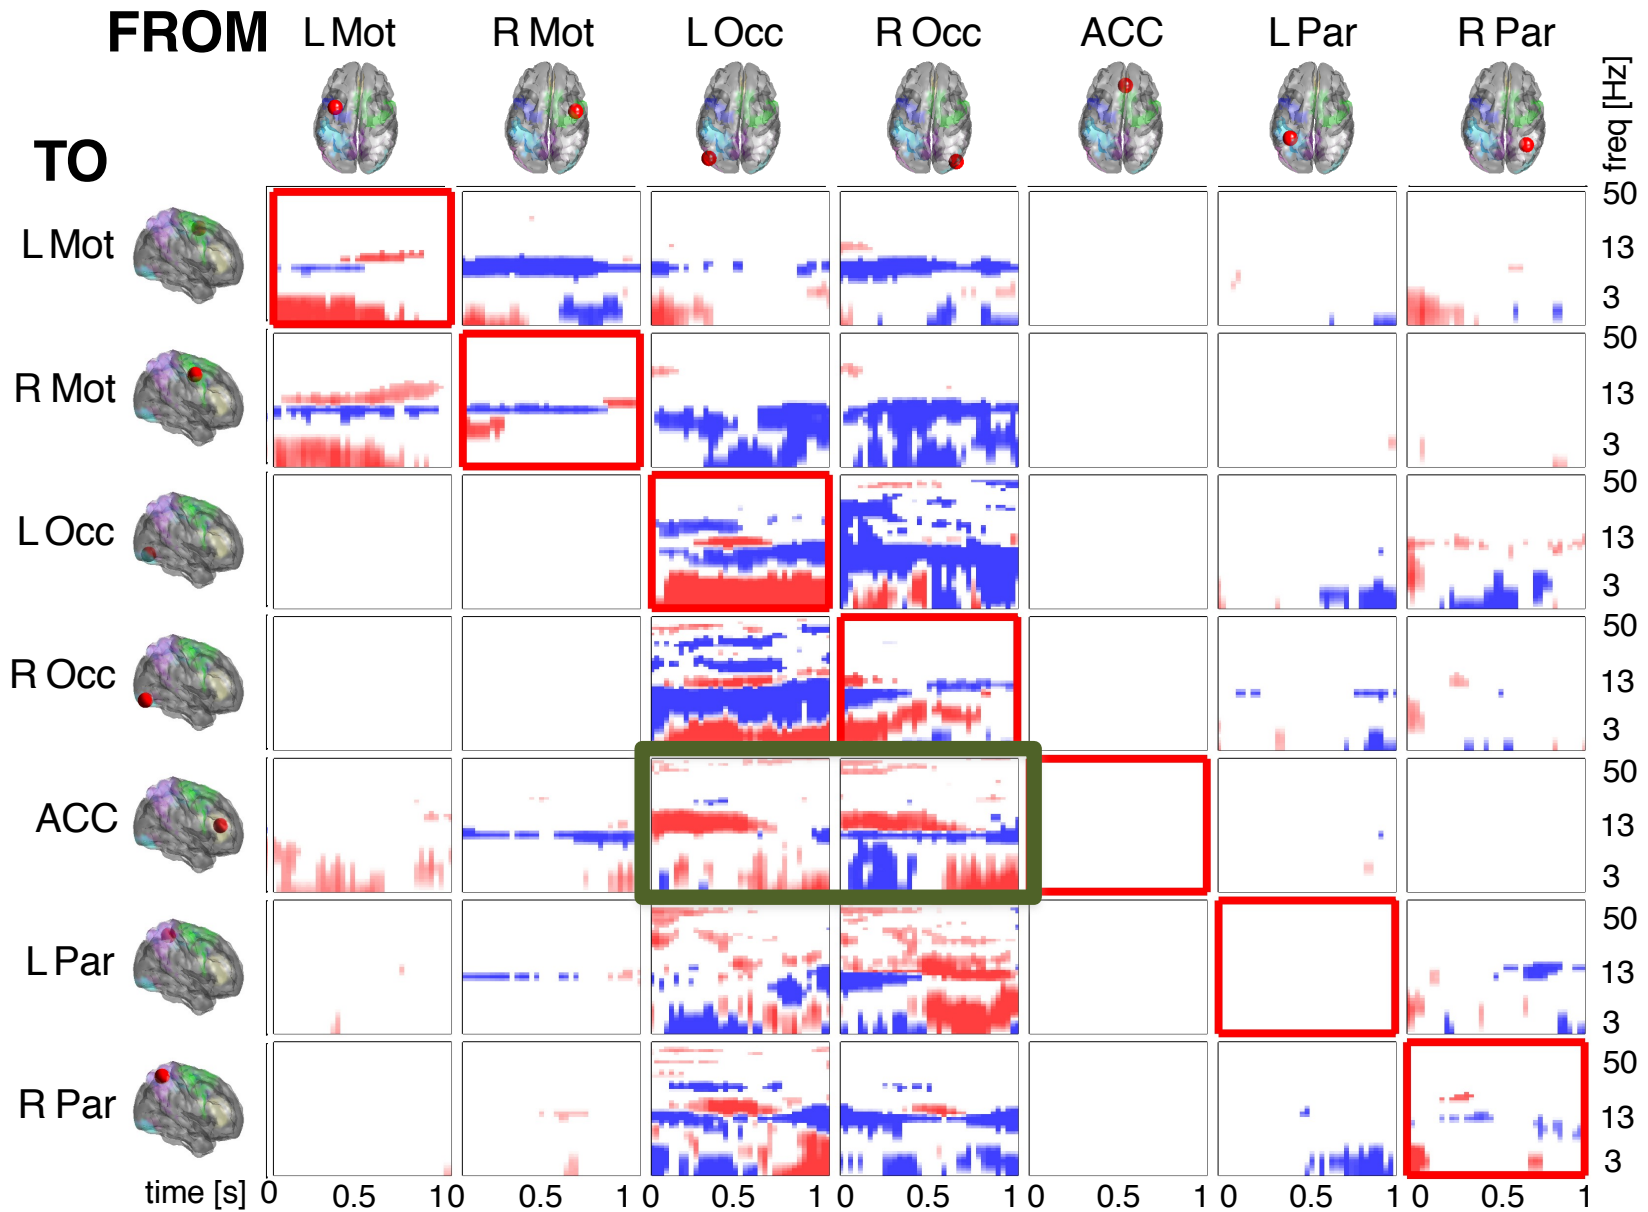 FROM L Mot R Mot L Occ R Occ ACC L Par R Par
freq [Hz]
TO
L Mot 50 13 3
R Mot 50 13 3
L Occ 50 13 3
R Occ 50 13 3
ACC 50 13 3
L Par 50 13 3
R Par 50 13 3
time [s] 0 0.5 1 0 0.5 1 0 0.5 1 0 0.5 1 0 0.5 1 0 0.5 1 0 0.5 1